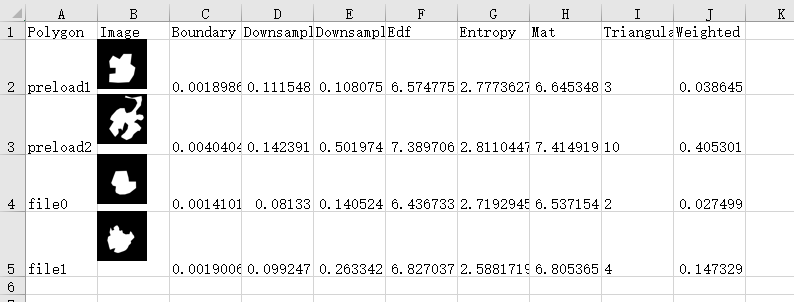 A B C D E F G H I J K
1 Polygon Image Boundary Downsampl Downsampl Edf Entropy Mat Triangula Weighted
2 preload1 0.0018986 0.111548 0.108075 6.574775 2.7773627 6.645348 3 0.038645
3 preload2 0.0040404 0.142391 0.501974 7.389706 2.8110447 7.414919 10 0.405301
4 file0 0.0014101 0.08133 0.140524 6.436733 2.7192945 6.537154 2 0.027499
5 file1 0.0019006 0.099247 0.263342 6.827037 2.5881719 6.805365 4 0.147329
6